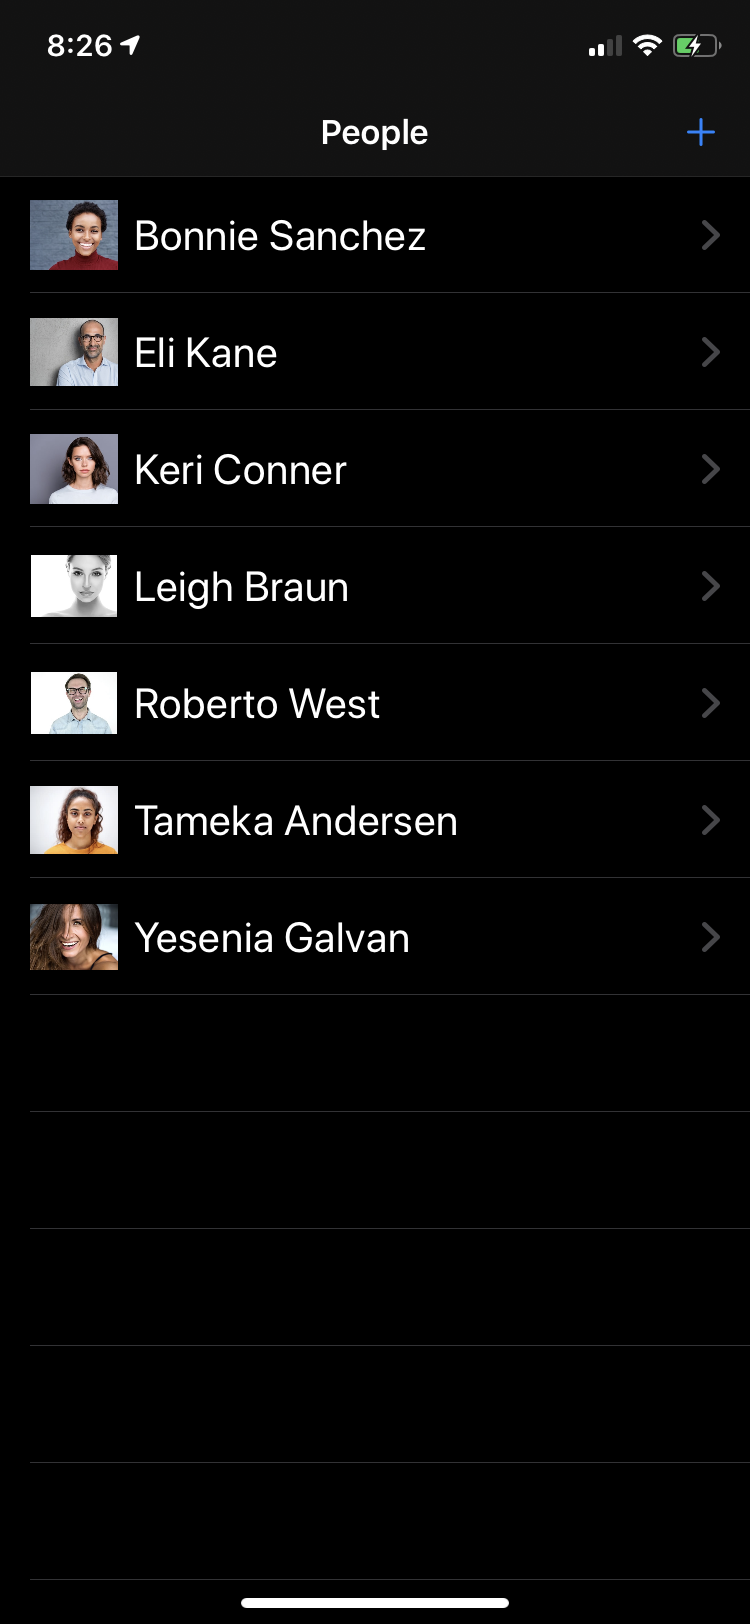 8:26
People
Bonnie Sanchez
Eli Kane
Keri Conner
Leigh Braun
Roberto West
Tameka Andersen
Yesenia Galvan